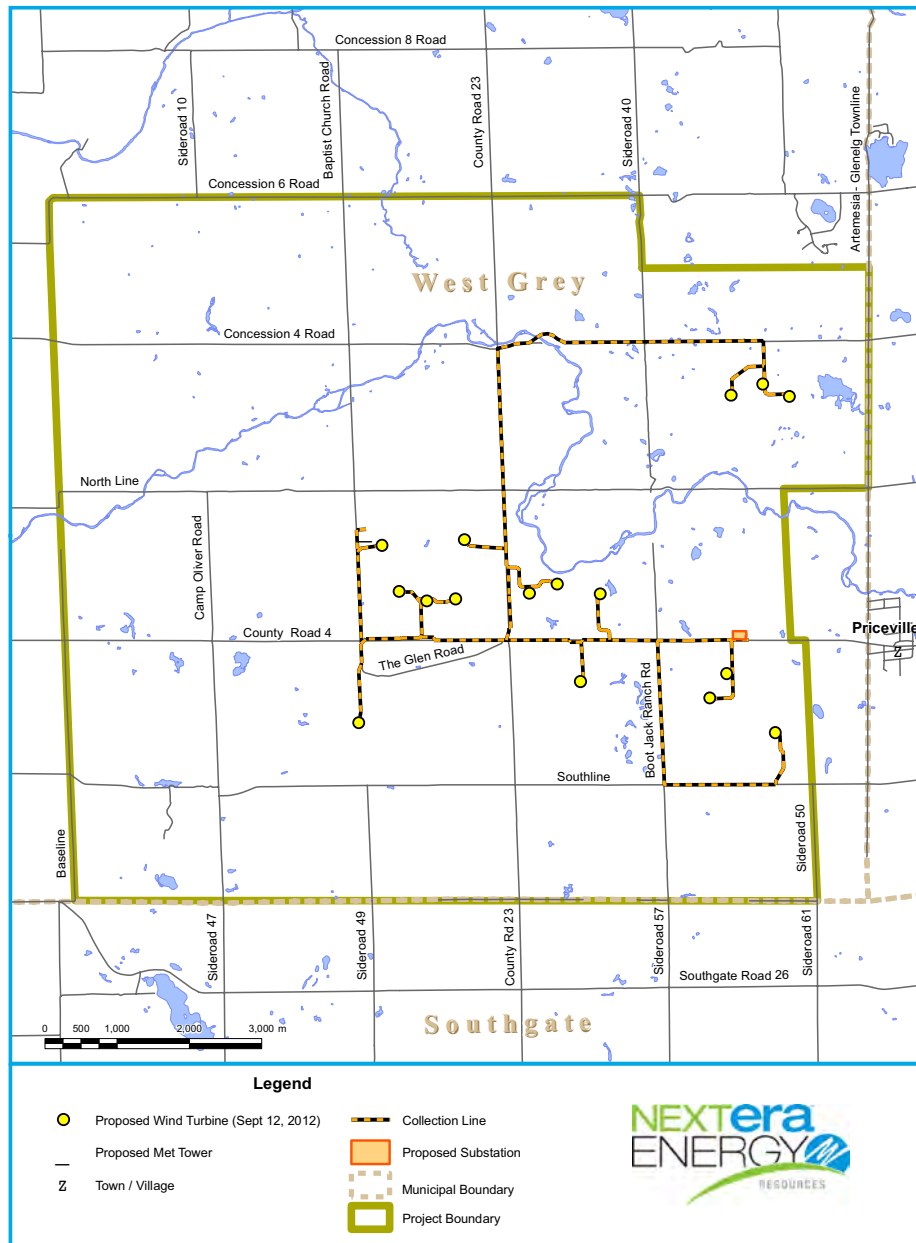 Concession 8 Road
Sideroad 10
Baptist Church Road
County Road 23
Sideroad 40
Artemesia - Glenelg Townline
Concession 6 Road
West Grey
Concession 4 Road
North Line
Camp Oliver Road
County Road 4
The Glen Road
Boot Jack Ranch Rd
Priceville
Z
Southline
Baseline
Sideroad 50
Sideroad 47
Sideroad 49
County Rd 23
Sideroad 57
Sideroad 61
Southgate Road 26
Southgate
0 500 1,000 2,000 3,000 m
Legend
Proposed Wind Turbine (Sept 12, 2012)
Proposed Met Tower
Z Town / Village
Collection Line
Proposed Substation
Municipal Boundary
Project Boundary
NEXTera
ENERGY
RESOURCES